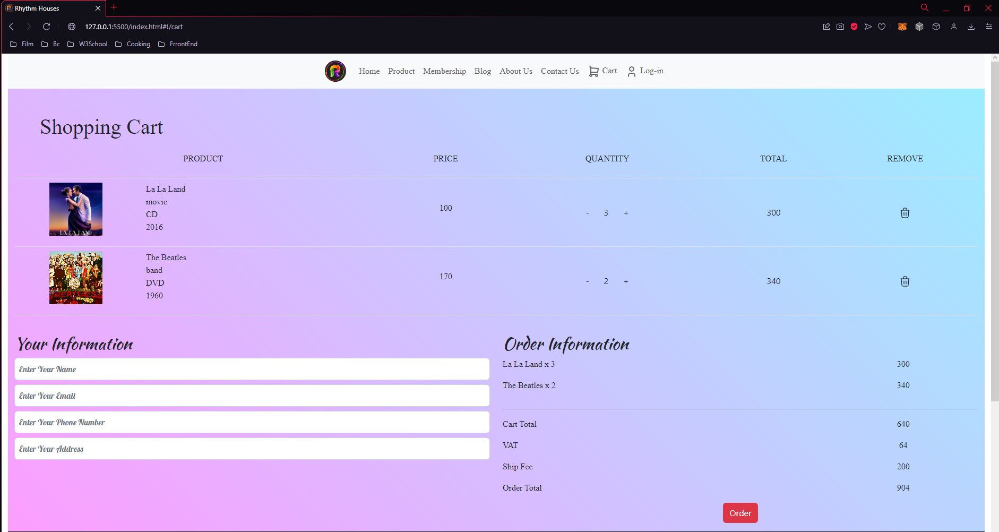 Rhythm Houses
127.0.0.1:5500/index.html#!/cart
Film Bc W3School Cooking FrrontEnd
R Home Product Membership Blog About Us Contact Us Cart Log-in
Shopping Cart
PRODUCT PRICE QUANTITY TOTAL REMOVE
LA LA LAND
La La Land
movie
CD
2016
100 - 3 + 300
BEATLES
The Beatles
band
DVD
1960
170 - 2 + 340
Your Information
Enter Your Name
Enter Your Email
Enter Your Phone Number
Enter Your Address
Order Information
La La Land x 3 300
The Beatles x 2 340
Cart Total 640
VAT 64
Ship Fee 200
Order Total 904
Order